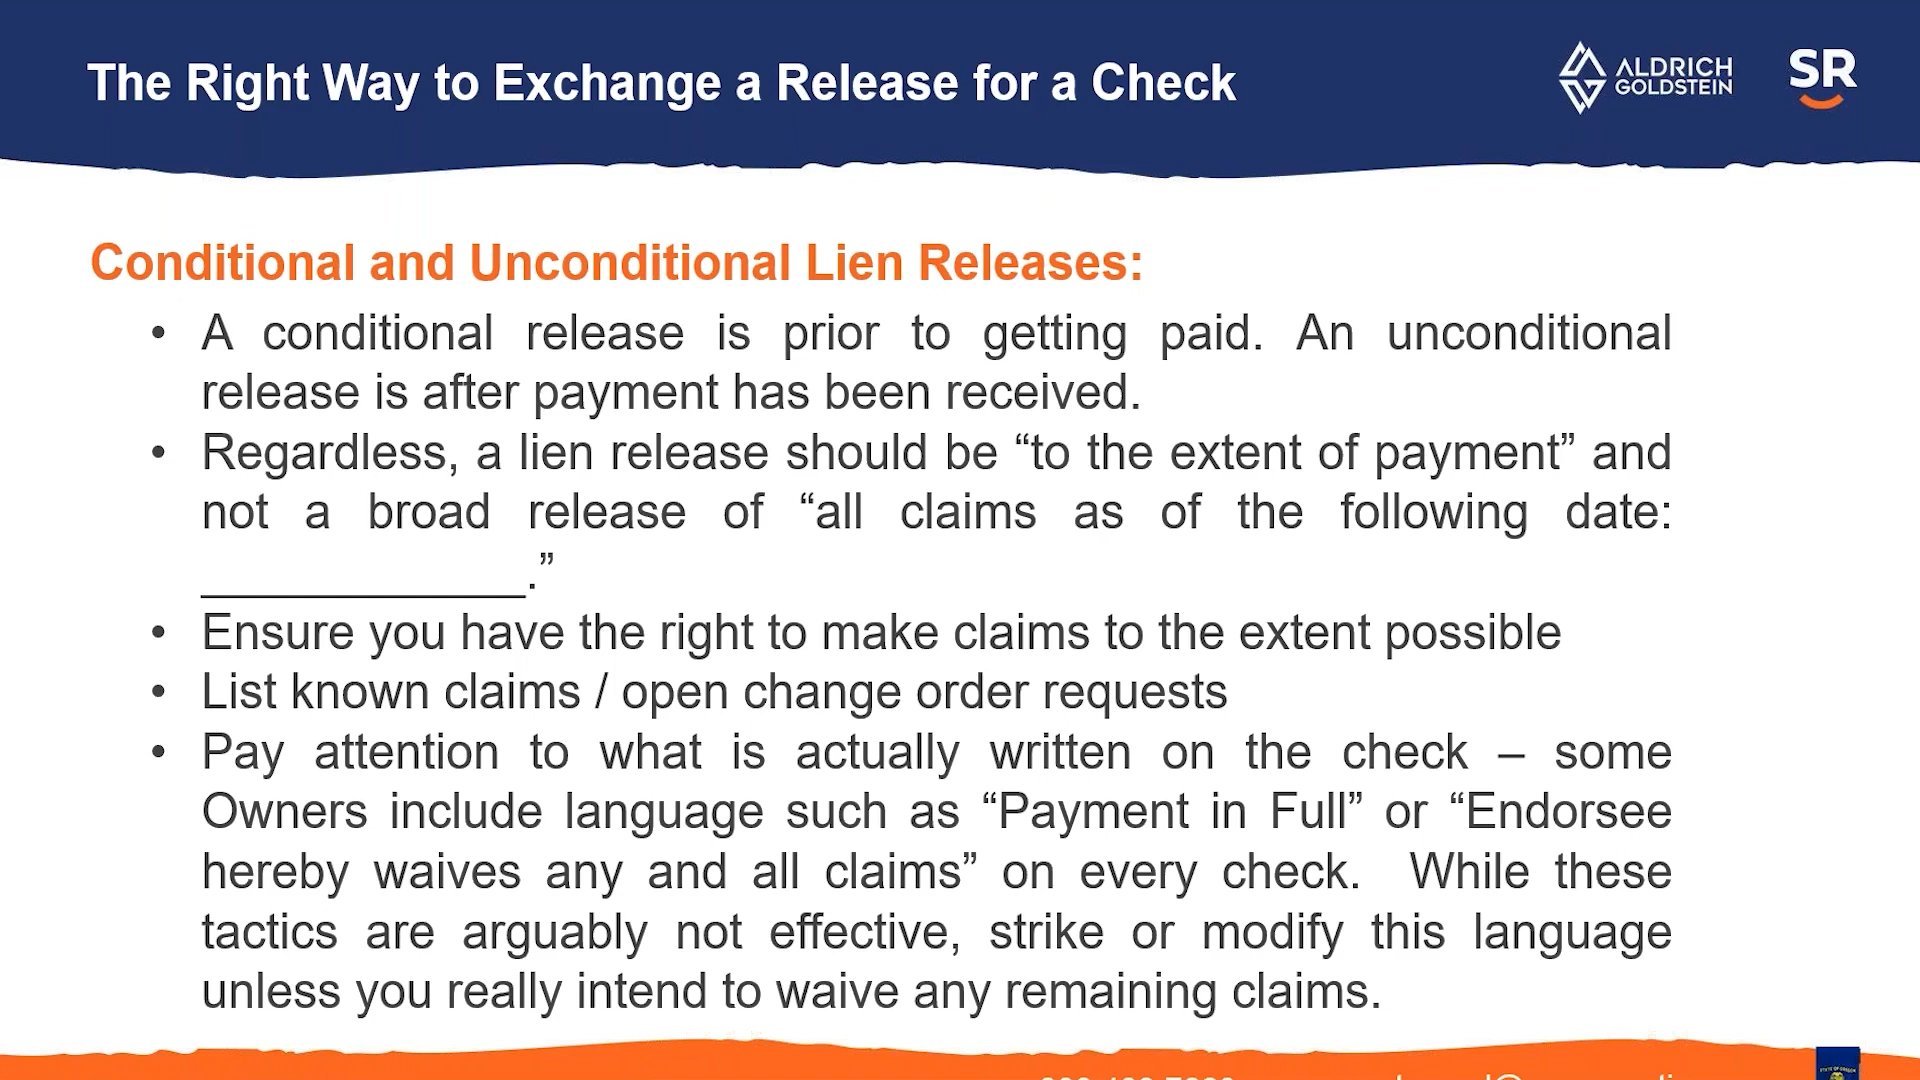 The Right Way to Exchange a Release for a Check
ALDRICH
GOLDSTEIN
SR
Conditional and Unconditional Lien Releases:
• A conditional release is prior to getting paid. An unconditional
release is after payment has been received.
• Regardless, a lien release should be “to the extent of payment” and
not a broad release of “all claims as of the following date:
____________.”
• Ensure you have the right to make claims to the extent possible
• List known claims / open change order requests
• Pay attention to what is actually written on the check – some
Owners include language such as “Payment in Full” or “Endorsee
hereby waives any and all claims” on every check.  While these
tactics are arguably not effective, strike or modify this language
unless you really intend to waive any remaining claims.
STATE OF OREGON